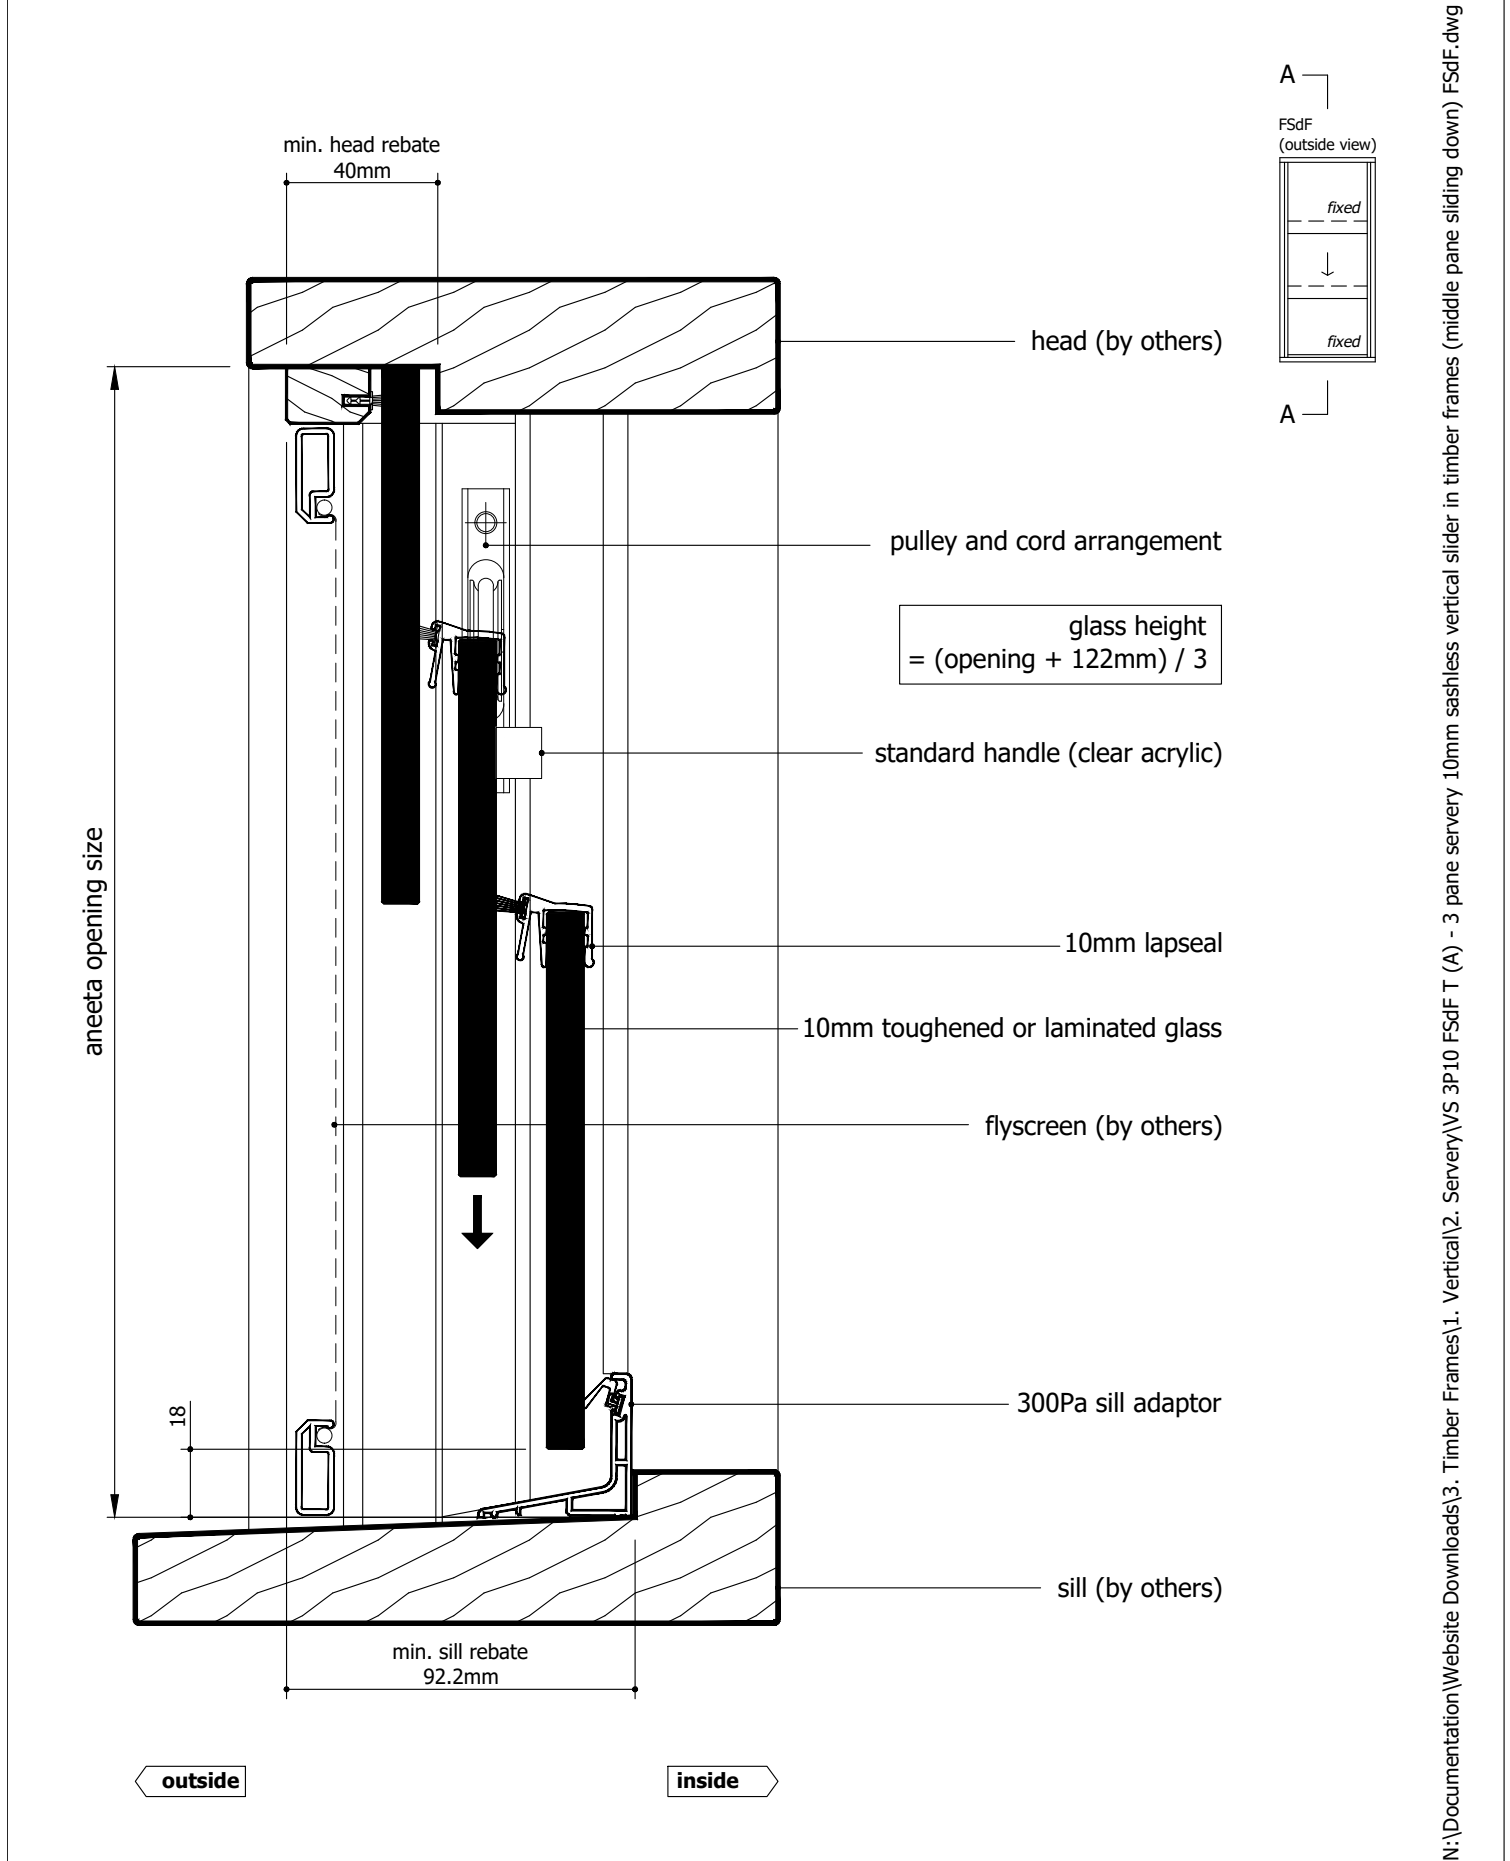 A
FSdF
(outside view)
fixed
fixed
A
min. head rebate
40mm
head (by others)
pulley and cord arrangement
glass height
= (opening + 122mm) / 3
standard handle (clear acrylic)
aneeta opening size
10mm lapseal
10mm toughened or laminated glass
flyscreen (by others)
18
300Pa sill adaptor
sill (by others)
min. sill rebate
92.2mm
outside
inside
N:\Documentation\Website Downloads\3. Timber Frames\1. Vertical\2. Servery\VS 3P10 FSdF T (A) - 3 pane servery 10mm sashless vertical slider in timber frames (middle pane sliding down) FSdF.dwg